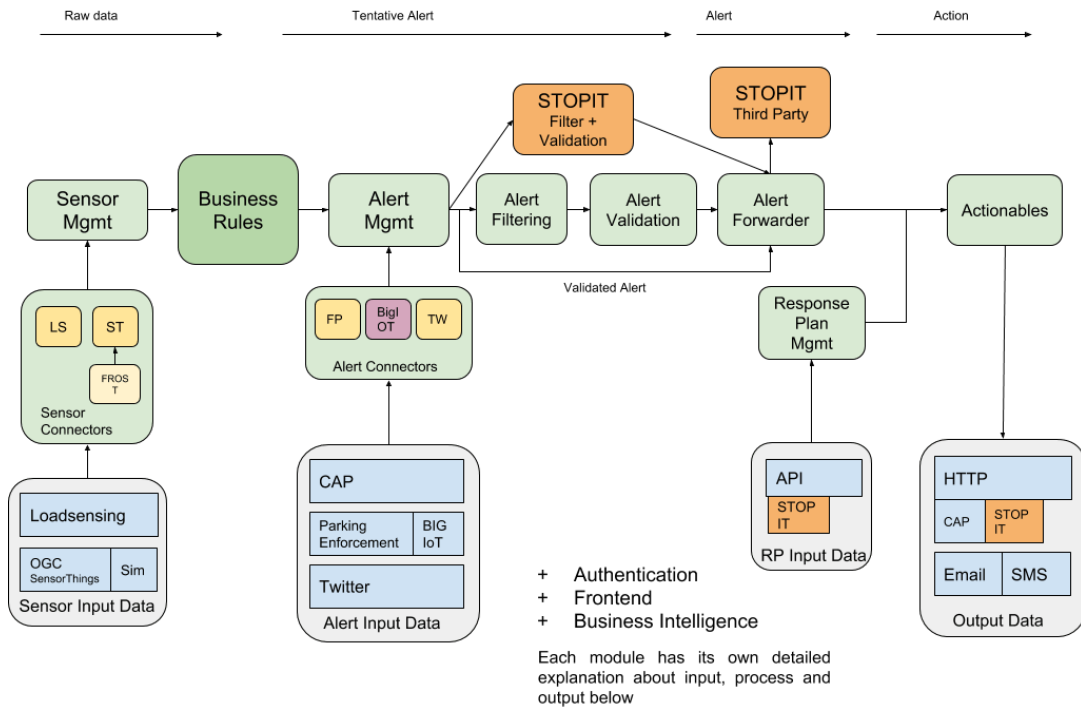 Raw data
Tentative Alert
Alert
Action
STOPIT
Filter +
Validation
STOPIT
Third Party
Sensor
Mgmt
Business
Rules
Alert
Mgmt
Alert
Filtering
Alert
Validation
Alert
Forwarder
Actionables
Validated Alert
LS
ST
FROS
T
Sensor
Connectors
FP
BigI
OT
TW
Alert Connectors
Response
Plan
Mgmt
Loadsensing
OGC
SensorThings
Sim
Sensor Input Data
CAP
Parking
Enforcement
BIG
IoT
Twitter
Alert Input Data
API
STOP
IT
RP Input Data
HTTP
CAP
STOP
IT
Email
SMS
Output Data
+ Authentication
+ Frontend
+ Business Intelligence
Each module has its own detailed
explanation about input, process and
output below